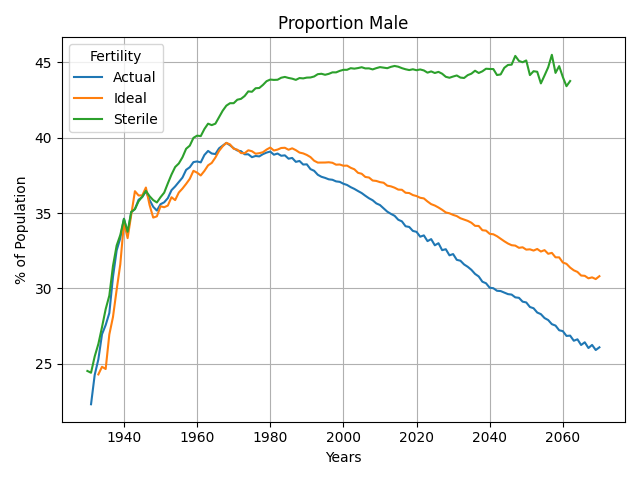 Proportion Male
Fertility
Actual
Ideal
Sterile
% of Population
45
40
35
30
25
1940 1960 1980 2000 2020 2040 2060
Years